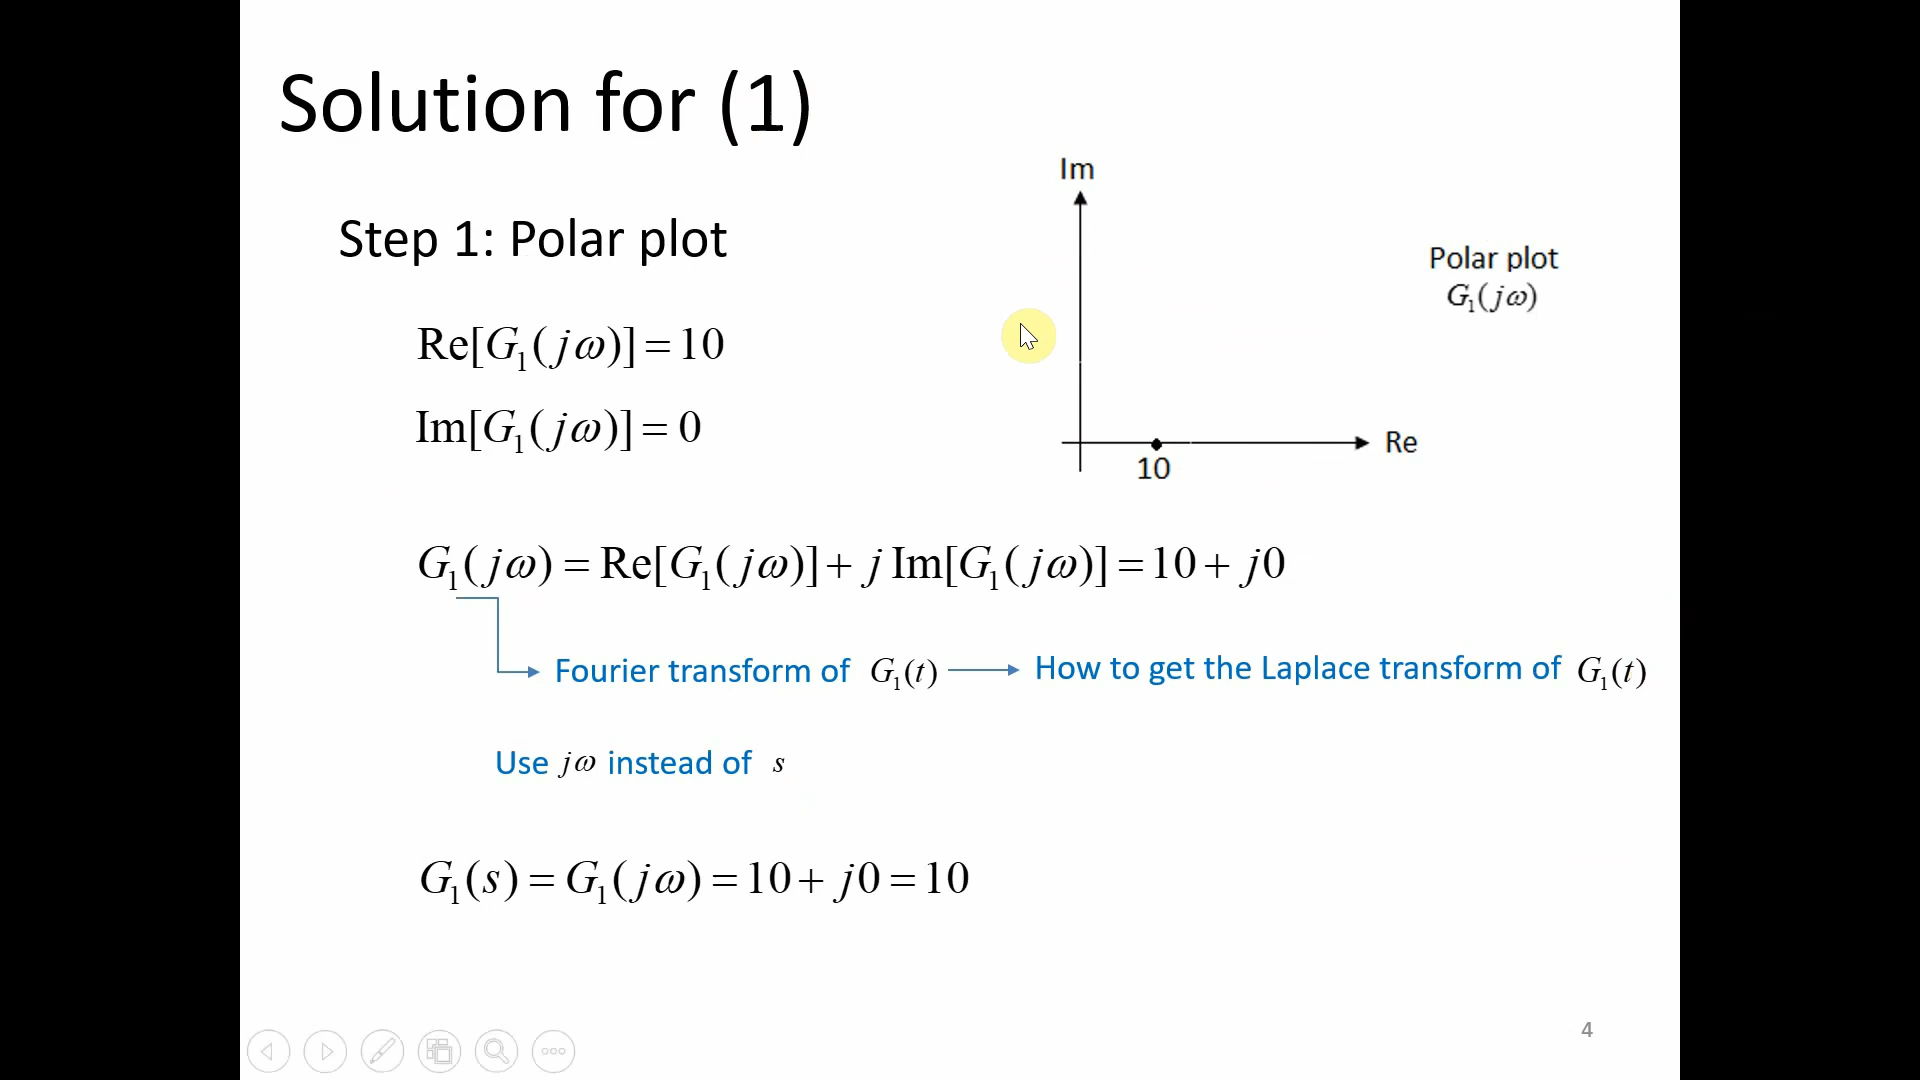 Solution for (1)
Step 1: Polar plot
Re[G₁(jω)] = 10
Im[G₁(jω)] = 0
Im
Re
10
Polar plot
G₁(jω)
G₁(jω) = Re[G₁(jω)] + j Im[G₁(jω)] = 10 + j0
Fourier transform of G₁(t) → How to get the Laplace transform of G₁(t)
Use jω instead of s
G₁(s) = G₁(jω) = 10 + j0 = 10
4